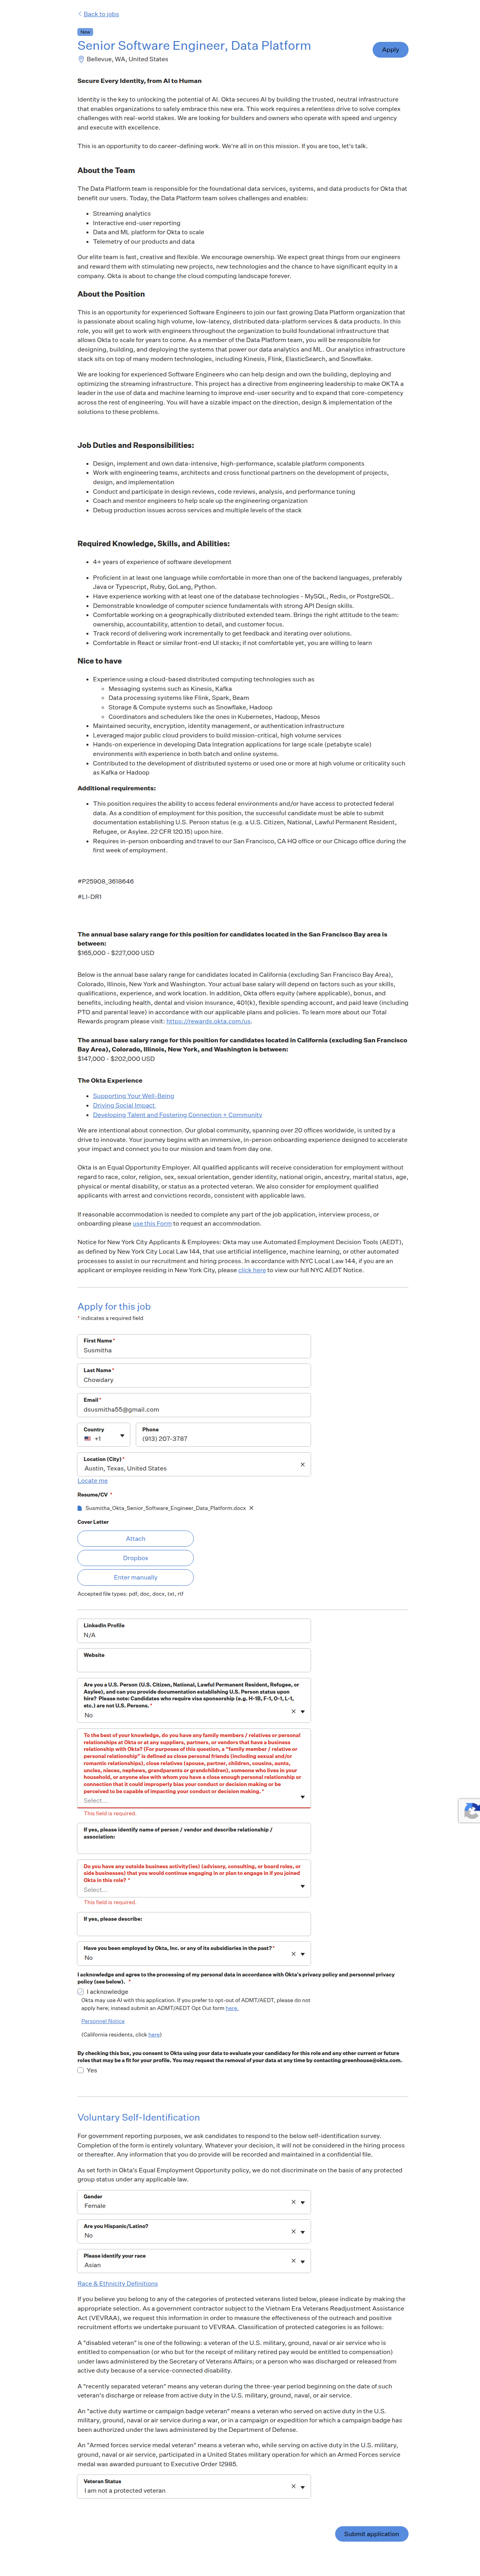 Back to jobs
New
Senior Software Engineer, Data Platform
Apply
Bellevue, WA, United States
Secure Every Identity, from AI to Human
Identity is the key to unlocking the potential of AI. Okta secures AI by building the trusted, neutral infrastructure
that enables organizations to safely embrace this new era. This work requires a relentless drive to solve complex
challenges with real-world stakes. We are looking for builders and owners who operate with speed and urgency
and execute with excellence.
This is an opportunity to do career-defining work. We're all in on this mission. If you are too, let's talk.
About the Team
The Data Platform team is responsible for the foundational data services, systems, and data products for Okta that
benefit our users. Today, the Data Platform team solves challenges and enables:
• Streaming analytics
• Interactive end-user reporting
• Data and ML platform for Okta to scale
• Telemetry of our products and data
Our elite team is fast, creative and flexible. We encourage ownership. We expect great things from our engineers
and reward them with stimulating new projects, new technologies and the chance to have significant equity in a
company. Okta is about to change the cloud computing landscape forever.
About the Position
This is an opportunity for experienced Software Engineers to join our fast growing Data Platform organization that
is passionate about scaling high volume, low-latency, distributed data-platform services & data products. In this
role, you will get to work with engineers throughout the organization to build foundational infrastructure that
allows Okta to scale for years to come. As a member of the Data Platform team, you will be responsible for
designing, building, and deploying the systems that power our data analytics and ML. Our analytics infrastructure
stack sits on top of many modern technologies, including Kinesis, Flink, ElasticSearch, and Snowflake.
We are looking for experienced Software Engineers who can help design and own the building, deploying and
optimizing the streaming infrastructure. This project has a directive from engineering leadership to make OKTA a
leader in the use of data and machine learning to improve end-user security and to expand that core-competency
across the rest of engineering. You will have a sizable impact on the direction, design & implementation of the
solutions to these problems.
Job Duties and Responsibilities:
• Design, implement and own data-intensive, high-performance, scalable platform components
• Work with engineering teams, architects and cross functional partners on the development of projects,
design, and implementation
• Conduct and participate in design reviews, code reviews, analysis, and performance tuning
• Coach and mentor engineers to help scale up the engineering organization
• Debug production issues across services and multiple levels of the stack
Required Knowledge, Skills, and Abilities:
• 4+ years of experience of software development
• Proficient in at least one language while comfortable in more than one of the backend languages, preferably
Java or Typescript, Ruby, GoLang, Python.
• Have experience working with at least one of the database technologies - MySQL, Redis, or PostgreSQL.
• Demonstrable knowledge of computer science fundamentals with strong API Design skills.
• Comfortable working on a geographically distributed extended team. Brings the right attitude to the team:
ownership, accountability, attention to detail, and customer focus.
• Track record of delivering work incrementally to get feedback and iterating over solutions.
• Comfortable in React or similar front-end UI stacks; if not comfortable yet, you are willing to learn
Nice to have
• Experience using a cloud-based distributed computing technologies such as
◦ Messaging systems such as Kinesis, Kafka
◦ Data processing systems like Flink, Spark, Beam
◦ Storage & Compute systems such as Snowflake, Hadoop
◦ Coordinators and schedulers like the ones in Kubernetes, Hadoop, Mesos
• Maintained security, encryption, identity management, or authentication infrastructure
• Leveraged major public cloud providers to build mission-critical, high volume services
• Hands-on experience in developing Data Integration applications for large scale (petabyte scale)
environments with experience in both batch and online systems.
• Contributed to the development of distributed systems or used one or more at high volume or criticality such
as Kafka or Hadoop
Additional requirements:
• This position requires the ability to access federal environments and/or have access to protected federal
data. As a condition of employment for this position, the successful candidate must be able to submit
documentation establishing U.S. Person status (e.g. a U.S. Citizen, National, Lawful Permanent Resident,
Refugee, or Asylee. 22 CFR 120.15) upon hire.
• Requires in-person onboarding and travel to our San Francisco, CA HQ office or our Chicago office during the
first week of employment.
#P25908_3618646
#LI-DR1
The annual base salary range for this position for candidates located in the San Francisco Bay area is
between:
$165,000 - $227,000 USD
Below is the annual base salary range for candidates located in California (excluding San Francisco Bay Area),
Colorado, Illinois, New York and Washington. Your actual base salary will depend on factors such as your skills,
qualifications, experience, and work location. In addition, Okta offers equity (where applicable), bonus, and
benefits, including health, dental and vision insurance, 401(k), flexible spending account, and paid leave (including
PTO and parental leave) in accordance with our applicable plans and policies. To learn more about our Total
Rewards program please visit: https://rewards.okta.com/us.
The annual base salary range for this position for candidates located in California (excluding San Francisco
Bay Area), Colorado, Illinois, New York, and Washington is between:
$147,000 - $202,000 USD
The Okta Experience
• Supporting Your Well-Being
• Driving Social Impact
• Developing Talent and Fostering Connection + Community
We are intentional about connection. Our global community, spanning over 20 offices worldwide, is united by a
drive to innovate. Your journey begins with an immersive, in-person onboarding experience designed to accelerate
your impact and connect you to our mission and team from day one.
Okta is an Equal Opportunity Employer. All qualified applicants will receive consideration for employment without
regard to race, color, religion, sex, sexual orientation, gender identity, national origin, ancestry, marital status, age,
physical or mental disability, or status as a protected veteran. We also consider for employment qualified
applicants with arrest and convictions records, consistent with applicable laws.
If reasonable accommodation is needed to complete any part of the job application, interview process, or
onboarding please use this Form to request an accommodation.
Notice for New York City Applicants & Employees: Okta may use Automated Employment Decision Tools (AEDT),
as defined by New York City Local Law 144, that use artificial intelligence, machine learning, or other automated
processes to assist in our recruitment and hiring process. In accordance with NYC Local Law 144, if you are an
applicant or employee residing in New York City, please click here to view our full NYC AEDT Notice.
Apply for this job
* indicates a required field
First Name*
Susmitha
Last Name*
Chowdary
Email*
dsusmitha55@gmail.com
Country
+1
Phone
(913) 207-3787
Location (City)*
Austin, Texas, United States
Locate me
Resume/CV *
Susmitha_Okta_Senior_Software_Engineer_Data_Platform.docx
Cover Letter
Attach
Dropbox
Enter manually
Accepted file types: pdf, doc, docx, txt, rtf
LinkedIn Profile
N/A
Website
Are you a U.S. Person (U.S. Citizen, National, Lawful Permanent Resident, Refugee, or
Asylee), and can you provide documentation establishing U.S. Person status upon
hire? Please note: Candidates who require visa sponsorship (e.g. H-1B, F-1, O-1, L-1,
etc.) are not U.S. Persons.*
No
To the best of your knowledge, do you have any family members / relatives or personal
relationships at Okta or at any suppliers, partners, or vendors that have a business
relationship with Okta? (For purposes of this question, a "family member / relative or
personal relationship" is defined as close personal friends (including sexual and/or
romantic relationships), close relatives (spouse, partner, children, cousins, aunts,
uncles, nieces, nephews, grandparents or grandchildren), someone who lives in your
household, or anyone else with whom you have a close enough personal relationship or
connection that it could improperly bias your conduct or decision making or be
perceived to be capable of impacting your conduct or decision making.*
Select...
This field is required.
If yes, please identify name of person / vendor and describe relationship /
association:
Do you have any outside business activity(ies) (advisory, consulting, or board roles, or
side businesses) that you would continue engaging in or plan to engage in if you joined
Okta in this role? *
Select...
This field is required.
If yes, please describe:
Have you been employed by Okta, Inc. or any of its subsidiaries in the past?*
No
I acknowledge and agree to the processing of my personal data in accordance with Okta's privacy policy and personnel privacy
policy (see below). *
I acknowledge
Okta may use AI with this application. If you prefer to opt-out of ADMT/AEDT, please do not
apply here; instead submit an ADMT/AEDT Opt Out form here.
Personnel Notice
(California residents, click here)
By checking this box, you consent to Okta using your data to evaluate your candidacy for this role and any other current or future
roles that may be a fit for your profile. You may request the removal of your data at any time by contacting greenhouse@okta.com.
Yes
Voluntary Self-Identification
For government reporting purposes, we ask candidates to respond to the below self-identification survey.
Completion of the form is entirely voluntary. Whatever your decision, it will not be considered in the hiring process
or thereafter. Any information that you do provide will be recorded and maintained in a confidential file.
As set forth in Okta's Equal Employment Opportunity policy, we do not discriminate on the basis of any protected
group status under any applicable law.
Gender
Female
Are you Hispanic/Latino?
No
Please identify your race
Asian
Race & Ethnicity Definitions
If you believe you belong to any of the categories of protected veterans listed below, please indicate by making the
appropriate selection. As a government contractor subject to the Vietnam Era Veterans Readjustment Assistance
Act (VEVRAA), we request this information in order to measure the effectiveness of the outreach and positive
recruitment efforts we undertake pursuant to VEVRAA. Classification of protected categories is as follows:
A "disabled veteran" is one of the following: a veteran of the U.S. military, ground, naval or air service who is
entitled to compensation (or who but for the receipt of military retired pay would be entitled to compensation)
under laws administered by the Secretary of Veterans Affairs; or a person who was discharged or released from
active duty because of a service-connected disability.
A "recently separated veteran" means any veteran during the three-year period beginning on the date of such
veteran's discharge or release from active duty in the U.S. military, ground, naval, or air service.
An "active duty wartime or campaign badge veteran" means a veteran who served on active duty in the U.S.
military, ground, naval or air service during a war, or in a campaign or expedition for which a campaign badge has
been authorized under the laws administered by the Department of Defense.
An "Armed forces service medal veteran" means a veteran who, while serving on active duty in the U.S. military,
ground, naval or air service, participated in a United States military operation for which an Armed Forces service
medal was awarded pursuant to Executive Order 12985.
Veteran Status
I am not a protected veteran
Submit application